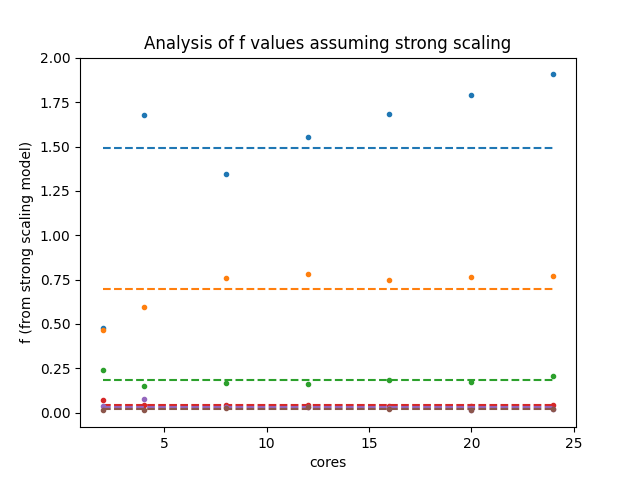 Analysis of f values assuming strong scaling
f (from strong scaling model)
2.00
1.75
1.50
1.25
1.00
0.75
0.50
0.25
0.00
5 10 15 20 25
cores